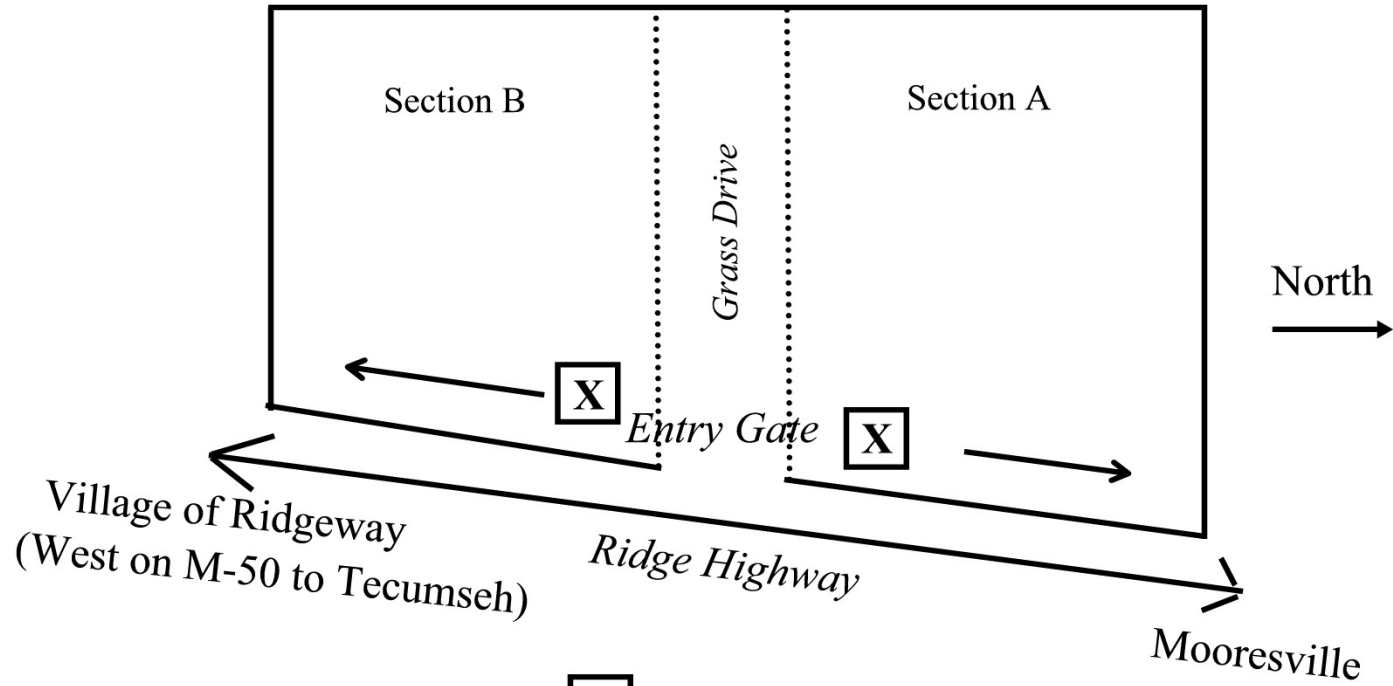 Section B
Section A
Grass Drive
North
X
Entry Gate
X
Village of Ridgeway
(West on M-50 to Tecumseh)
Ridge Highway
Mooresville